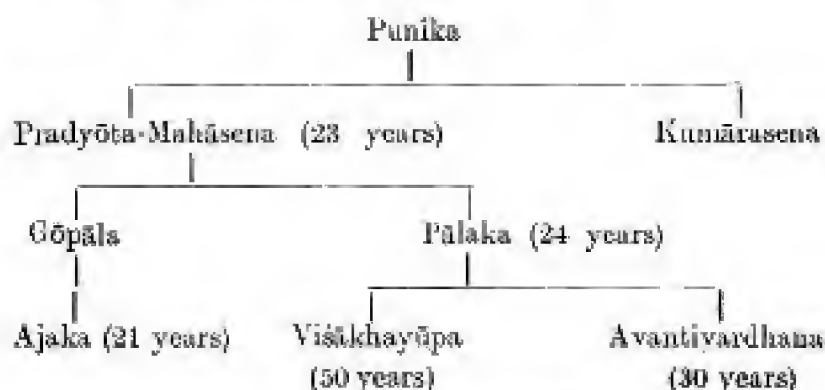 Punika
Pradyōta-Mahāsena (23 years) Kumārasena
Gōpāla Pālaka (24 years)
Ajaka (21 years) Viśākhayūpa Avantivardhana
(50 years) (30 years)